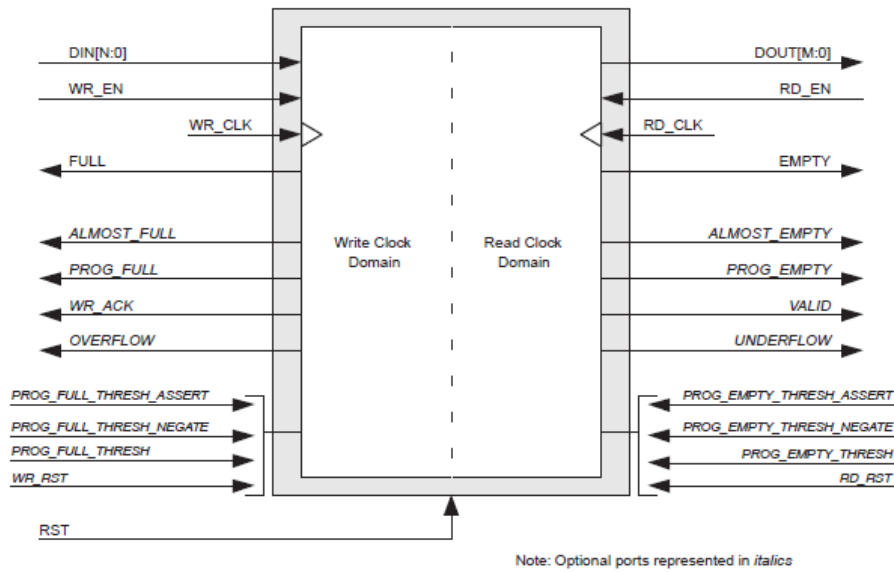 DIN[N:0]
DOUT[M:0]
WR_EN
RD_EN
WR_CLK
RD_CLK
FULL
EMPTY
ALMOST_FULL
Write Clock
Domain
Read Clock
Domain
ALMOST_EMPTY
PROG_FULL
PROG_EMPTY
WR_ACK
VALID
OVERFLOW
UNDERFLOW
PROG_FULL_THRESH_ASSERT
PROG_EMPTY_THRESH_ASSERT
PROG_FULL_THRESH_NEGATE
PROG_EMPTY_THRESH_NEGATE
PROG_FULL_THRESH
PROG_EMPTY_THRESH
WR_RST
RD_RST
RST
Note: Optional ports represented in italics